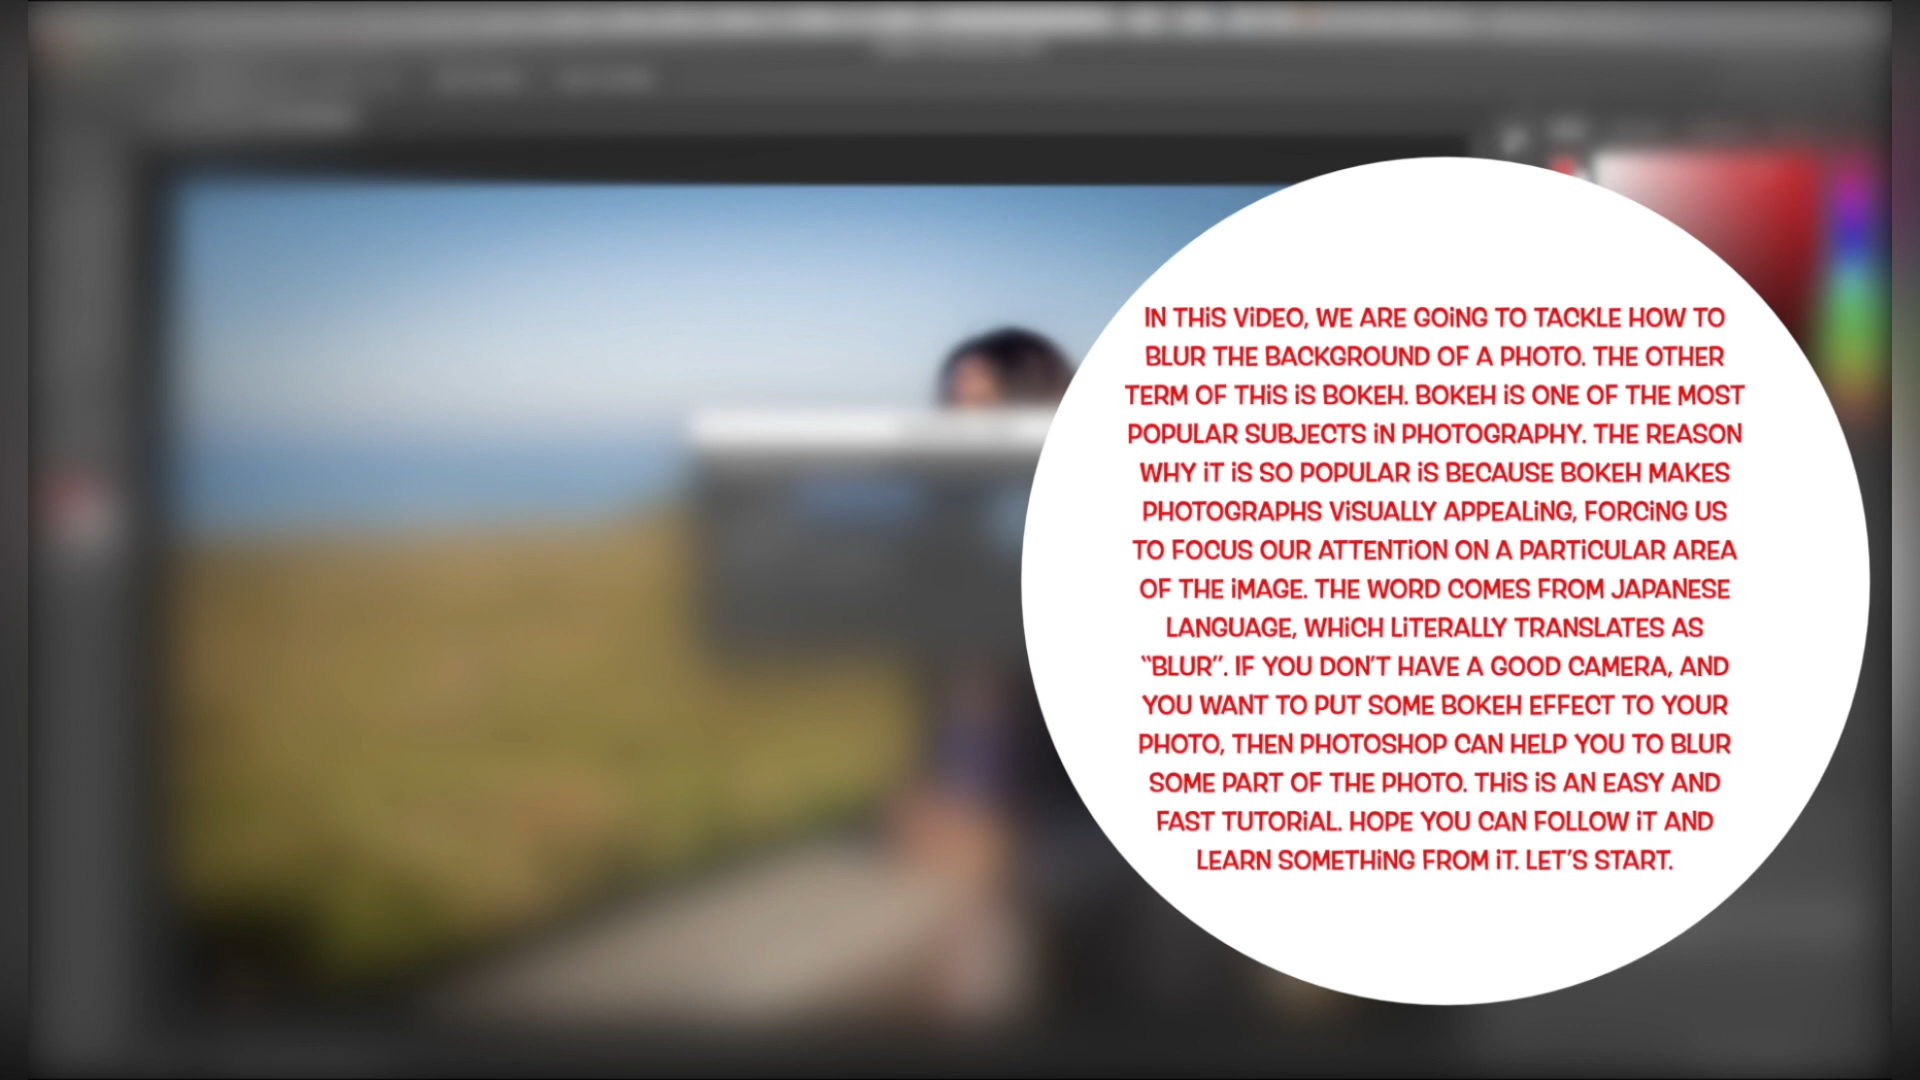 IN THIS VIDEO, WE ARE GOING TO TACKLE HOW TO
BLUR THE BACKGROUND OF A PHOTO. THE OTHER
TERM OF THIS IS BOKEH. BOKEH IS ONE OF THE MOST
POPULAR SUBJECTS IN PHOTOGRAPHY. THE REASON
WHY IT IS SO POPULAR IS BECAUSE BOKEH MAKES
PHOTOGRAPHS VISUALLY APPEALING, FORCING US
TO FOCUS OUR ATTENTION ON A PARTICULAR AREA
OF THE IMAGE. THE WORD COMES FROM JAPANESE
LANGUAGE, WHICH LITERALLY TRANSLATES AS
“BLUR”. IF YOU DON’T HAVE A GOOD CAMERA, AND
YOU WANT TO PUT SOME BOKEH EFFECT TO YOUR
PHOTO, THEN PHOTOSHOP CAN HELP YOU TO BLUR
SOME PART OF THE PHOTO. THIS IS AN EASY AND
FAST TUTORIAL. HOPE YOU CAN FOLLOW IT AND
LEARN SOMETHING FROM IT. LET’S START.